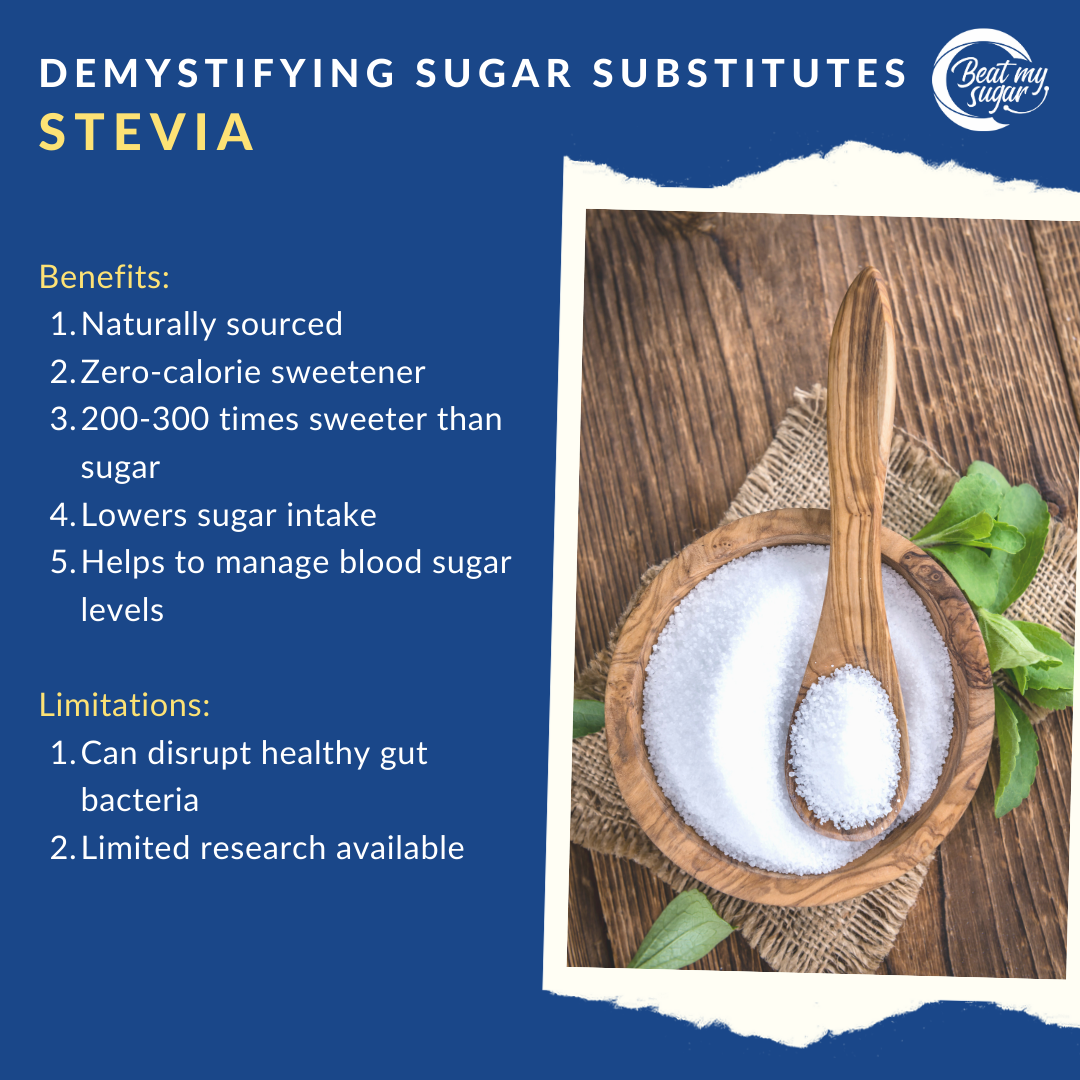 DEMYSTIFYING SUGAR SUBSTITUTES
Beat my
sugar
STEVIA
Benefits:
1. Naturally sourced
2. Zero-calorie sweetener
3. 200-300 times sweeter than
sugar
4. Lowers sugar intake
5. Helps to manage blood sugar
levels
Limitations:
1. Can disrupt healthy gut
bacteria
2. Limited research available